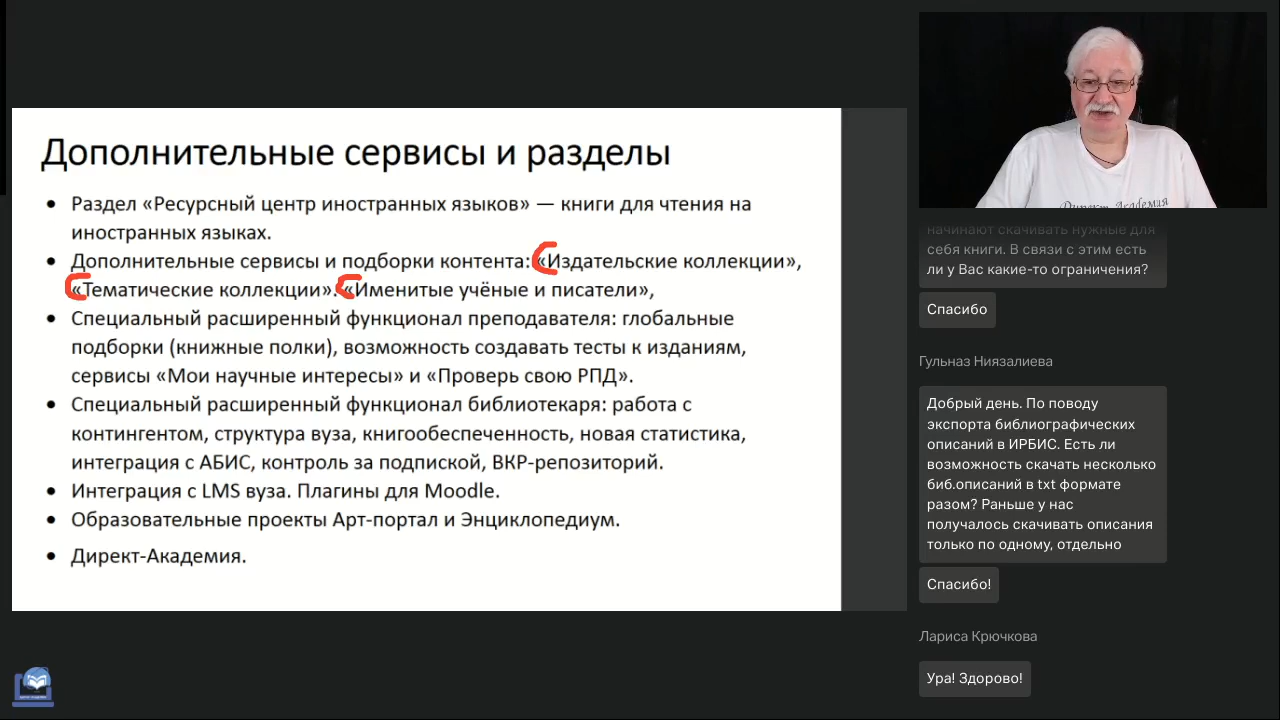 Дополнительные сервисы и разделы
• Раздел «Ресурсный центр иностранных языков» — книги для чтения на
иностранных языках.
• Дополнительные сервисы и подборки контента: «Издательские коллекции»,
«Тематические коллекции». «Именитые учёные и писатели»,
• Специальный расширенный функционал преподавателя: глобальные
подборки (книжные полки), возможность создавать тесты к изданиям,
сервисы «Мои научные интересы» и «Проверь свою РПД».
• Специальный расширенный функционал библиотекаря: работа с
контингентом, структура вуза, книгообеспеченность, новая статистика,
интеграция с АБИС, контроль за подпиской, ВКР-репозиторий.
• Интеграция с LMS вуза. Плагины для Moodle.
• Образовательные проекты Арт-портал и Энциклопедиум.
• Директ-Академия.
Директ-Академия
начинают скачивать нужные для
себя книги. В связи с этим есть
ли у Вас какие-то ограничения?
Спасибо
Гульназ Ниязалиева
Добрый день. По поводу
экспорта библиографических
описаний в ИРБИС. Есть ли
возможность скачать несколько
биб.описаний в txt формате
разом? Раньше у нас
получалось скачивать описания
только по одному, отдельно
Спасибо!
Лариса Крючкова
Ура! Здорово!